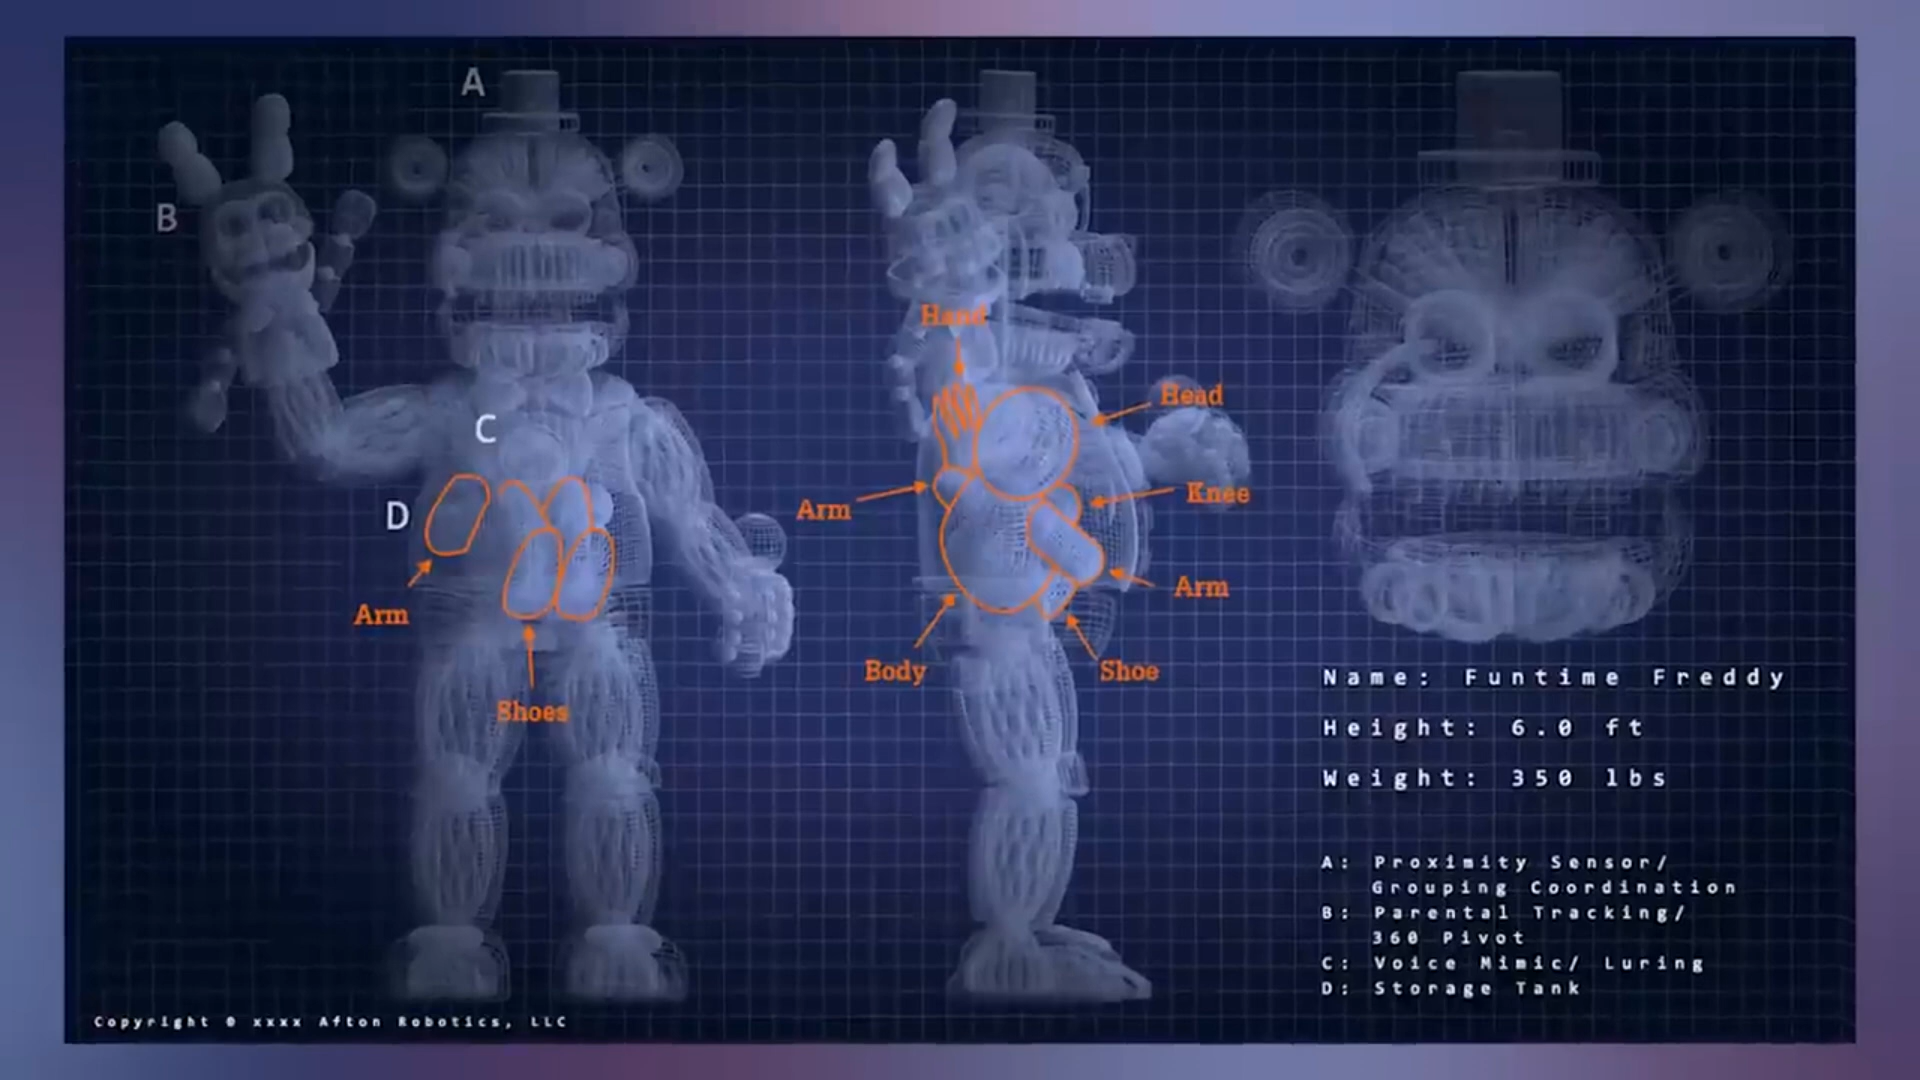 A
B
C
D
Arm
Shoes
Hand
Head
Arm
Knee
Arm
Body
Shoe
Name: Funtime Freddy
Height: 6.0 ft
Weight: 350 lbs
A: Proximity Sensor/
Grouping Coordination
B: Parental Tracking/
360 Pivot
C: Voice Mimic/ Luring
D: Storage Tank
Copyright © xxxx Afton Robotics, LLC